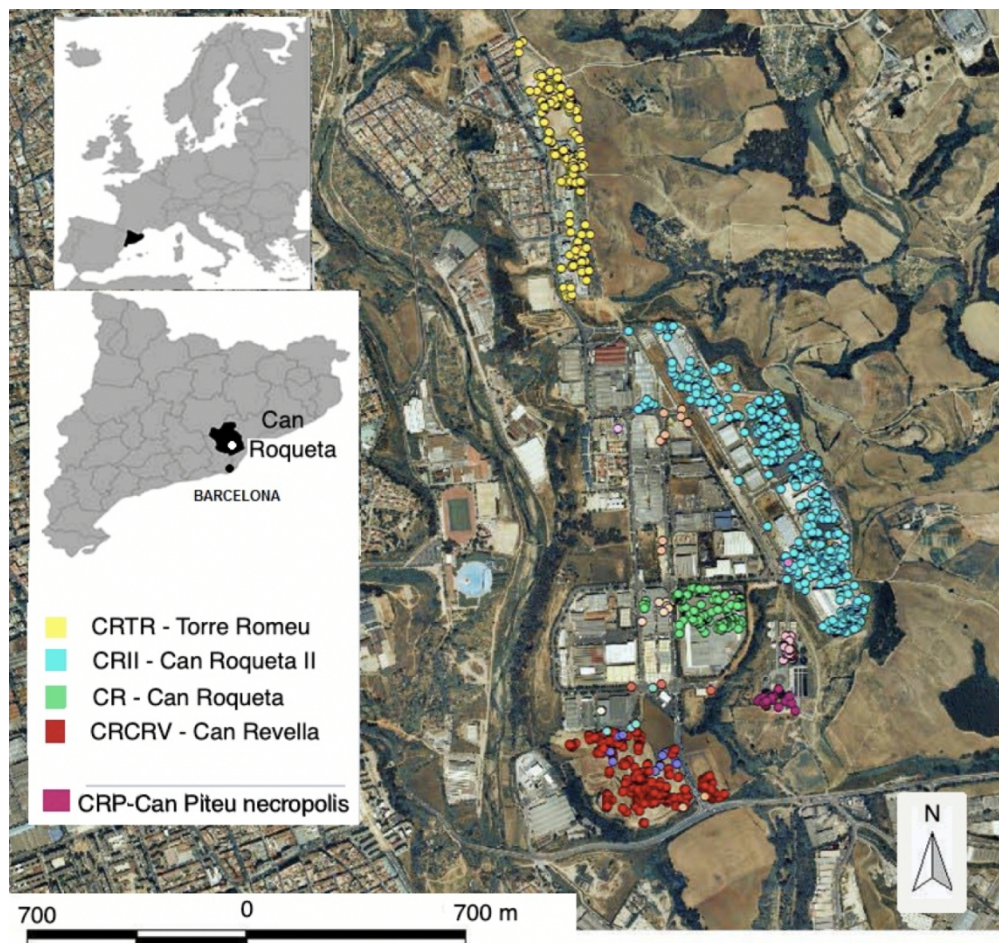 Can
Roqueta
BARCELONA
CRTR - Torre Romeu
CRII - Can Roqueta II
CR - Can Roqueta
CRCRV - Can Revella
CRP-Can Piteu necropolis
N
700 0 700 m